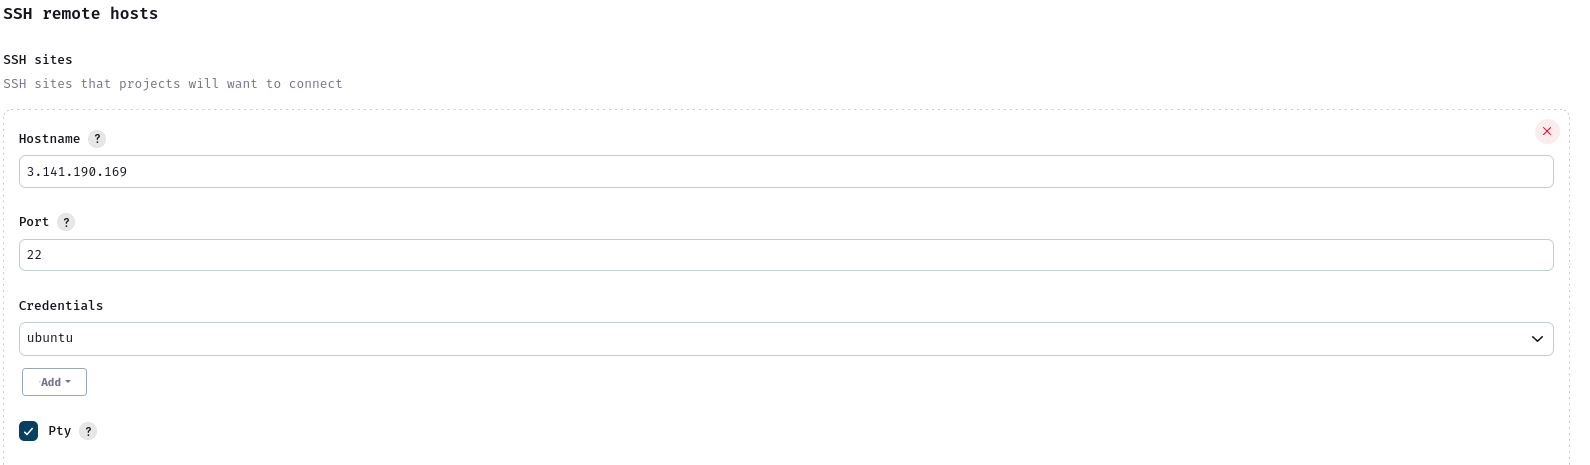 SSH remote hosts
SSH sites
SSH sites that projects will want to connect
Hostname ?
3.141.190.169
Port ?
22
Credentials
ubuntu
Add
Pty ?